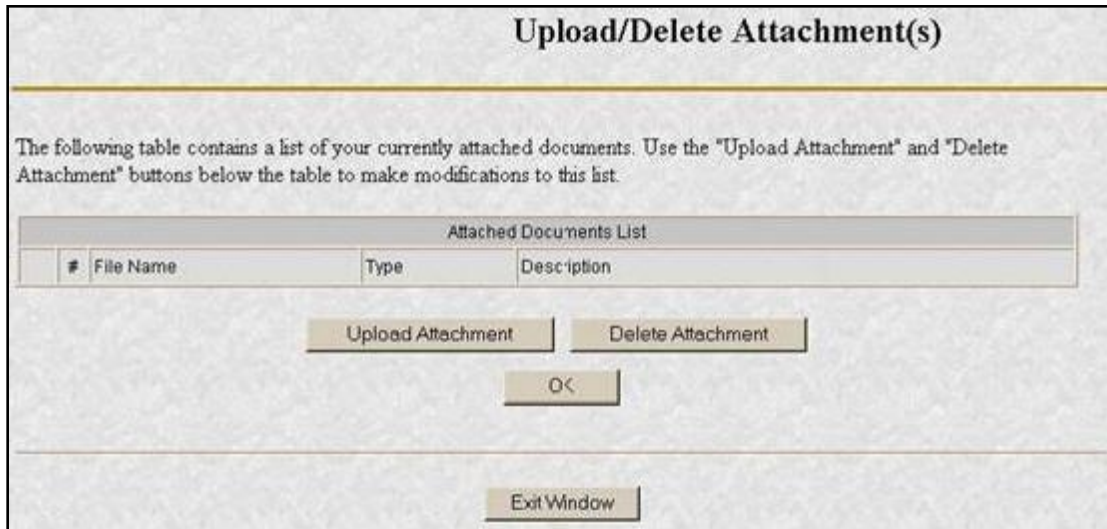 Upload/Delete Attachment(s)
The following table contains a list of your currently attached documents. Use the "Upload Attachment" and "Delete
Attachment" buttons below the table to make modifications to this list.
Attached Documents List
# File Name Type Description
Upload Attachment Delete Attachment
OK
Exit Window